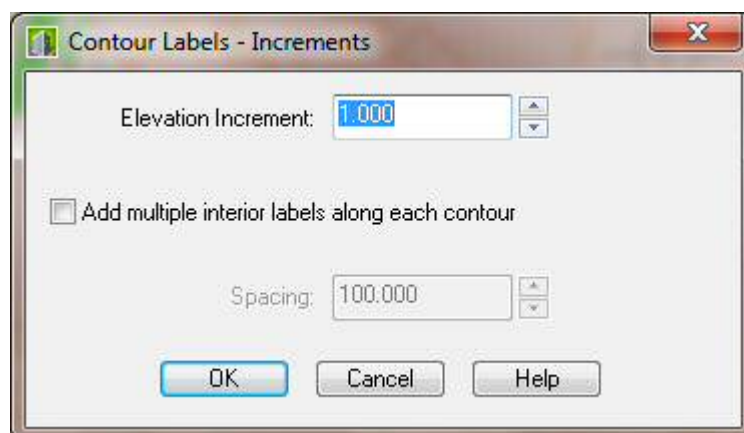 Contour Labels - Increments
Elevation Increment: 1.000
Add multiple interior labels along each contour
Spacing: 100.000
OK Cancel Help